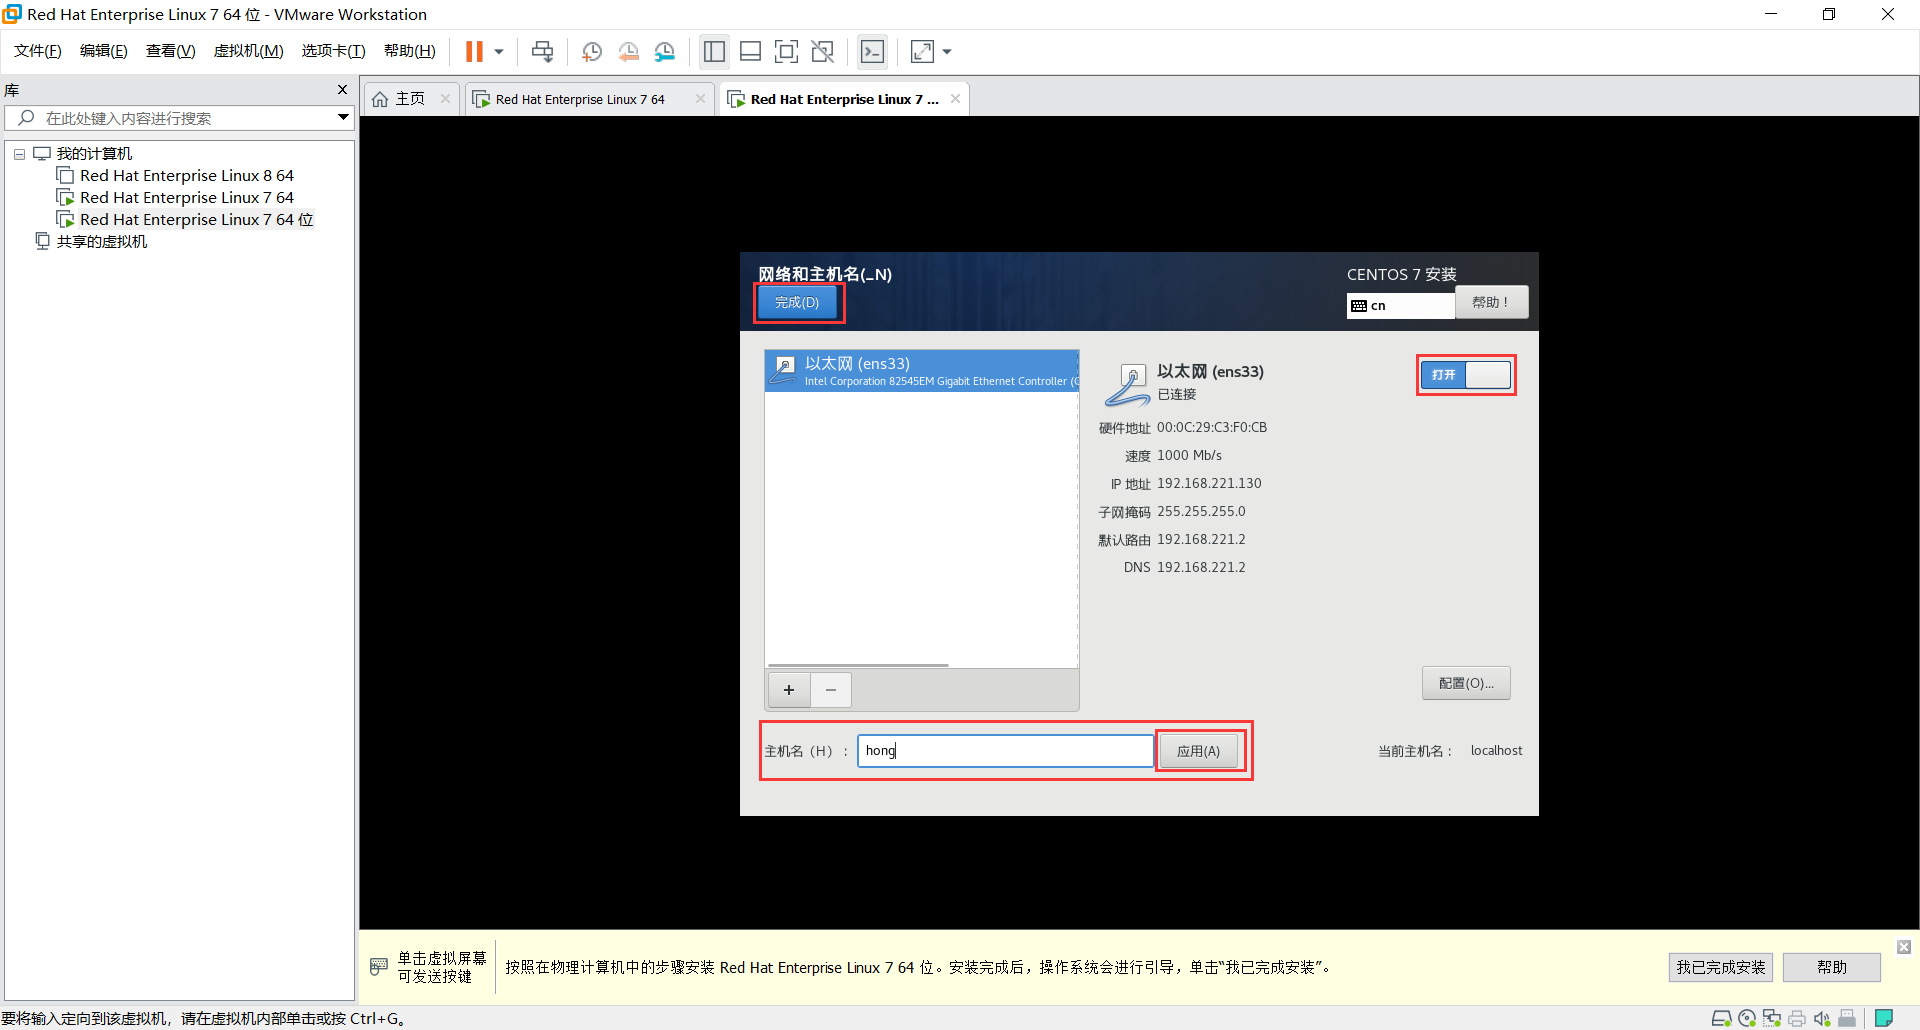 Red Hat Enterprise Linux 7 64 位 - VMware Workstation
文件(F) 编辑(E) 查看(V) 虚拟机(M) 选项卡(T) 帮助(H)
库
在此处键入内容进行搜索
我的计算机
Red Hat Enterprise Linux 8 64
Red Hat Enterprise Linux 7 64
Red Hat Enterprise Linux 7 64 位
共享的虚拟机
主页
Red Hat Enterprise Linux 7 64
Red Hat Enterprise Linux 7 ...
网络和主机名(_N)
完成(D)
CENTOS 7 安装
cn
帮助！
以太网 (ens33)
Intel Corporation 82545EM Gigabit Ethernet Controller (
以太网 (ens33)
已连接
打开
硬件地址 00:0C:29:C3:F0:CB
速度 1000 Mb/s
IP 地址 192.168.221.130
子网掩码 255.255.255.0
默认路由 192.168.221.2
DNS 192.168.221.2
+ −
配置(O)...
主机名（H）： hong
应用(A)
当前主机名： localhost
单击虚拟屏幕
可发送按键
按照在物理计算机中的步骤安装 Red Hat Enterprise Linux 7 64 位。安装完成后，操作系统会进行引导，单击“我已完成安装”。
我已完成安装
帮助
要将输入定向到该虚拟机，请在虚拟机内部单击或按 Ctrl+G。